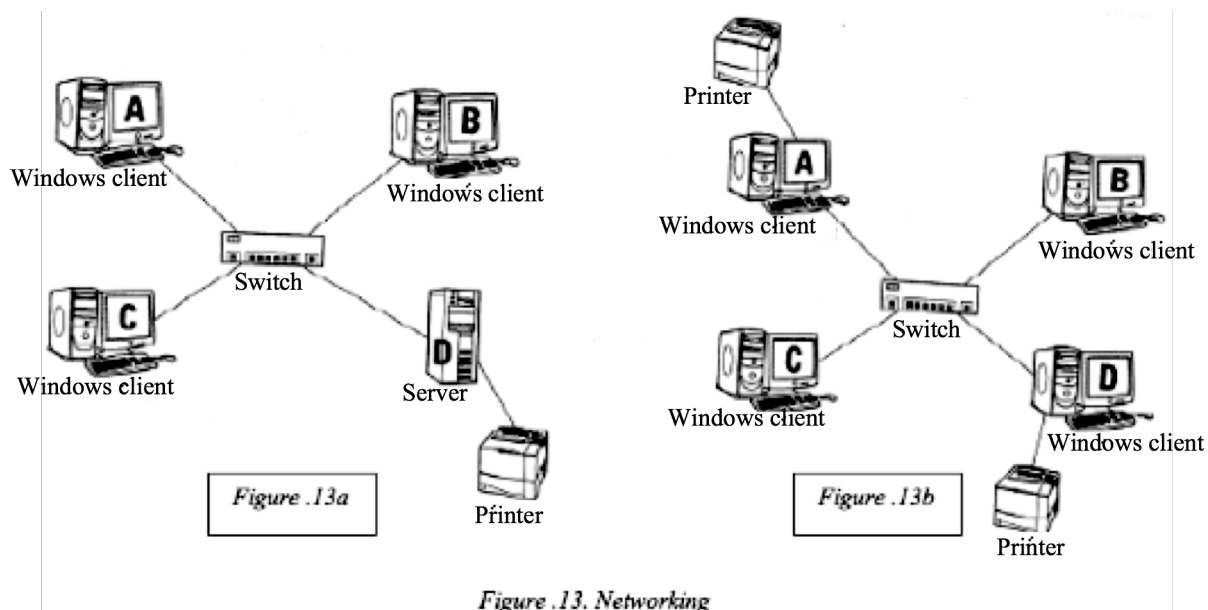 Printer
A
Windows client
B
Windows client
Switch
C
Windows client
D
Server
Printer
Figure .13a
A
Windows client
B
Windows client
Switch
C
Windows client
D
Windows client
Printer
Figure .13b
Figure .13. Networking